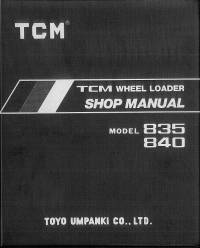 TCM®
TCM WHEEL LOADER
SHOP MANUAL
MODEL 835
840
TOYO UMPANKI CO., LTD.